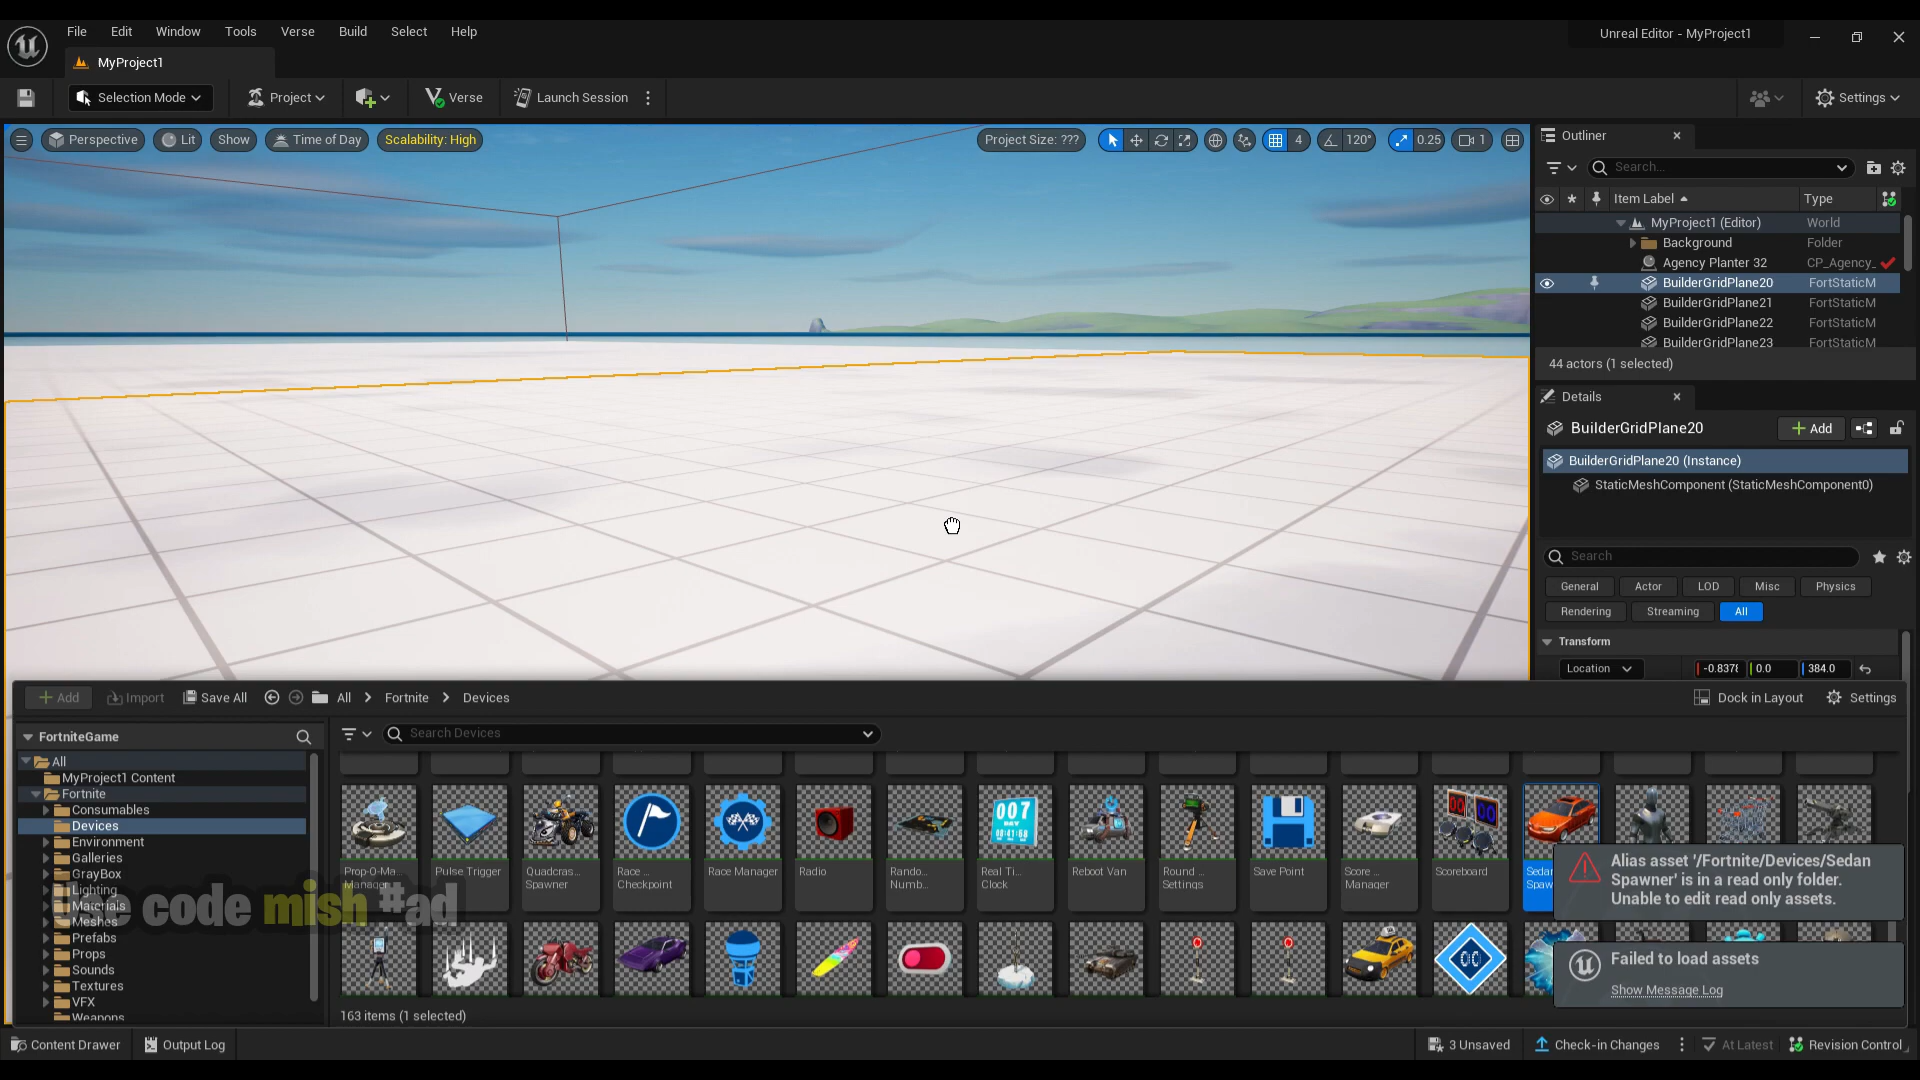 File Edit Window Tools Verse Build Select Help
Unreal Editor - MyProject1
MyProject1
Selection Mode Project Verse Launch Session Settings
Perspective Lit Show Time of Day Scalability: High Project Size: ??? 4 120° 0.25 1
Outliner
Search...
Item Label Type
MyProject1 (Editor) World
Background Folder
Agency Planter 32 CP_Agency_
BuilderGridPlane20 FortStaticM
BuilderGridPlane21 FortStaticM
BuilderGridPlane22 FortStaticM
BuilderGridPlane23 FortStaticM
44 actors (1 selected)
Details
BuilderGridPlane20 Add
BuilderGridPlane20 (Instance)
StaticMeshComponent (StaticMeshComponent0)
Search
General Actor LOD Misc Physics
Rendering Streaming All
Transform
Location -0.8378 0.0 384.0
Add Import Save All All Fortnite Devices Dock in Layout Settings
FortniteGame
Search Devices
All
MyProject1 Content
Fortnite
Consumables
Devices
Environment
Galleries
GrayBox
Lighting
Materials
Meshes
Prefabs
Props
Sounds
Textures
VFX
Weapons
007
DAY
Prop-O-Ma... Manager
Pulse Trigger
Quadcras... Spawner
Race ... Checkpoint
Race Manager
Radio
Rando... Numb...
Real Ti... Clock
Reboot Van
Round ... Settings
Save Point
Score ... Manager
Scoreboard
Sedan
Spaw
Use code mish #ad
Alias asset '/Fortnite/Devices/Sedan
Spawner' is in a read only folder.
Unable to edit read only assets.
Failed to load assets
Show Message Log
163 items (1 selected)
Content Drawer Output Log 3 Unsaved Check-in Changes At Latest Revision Control